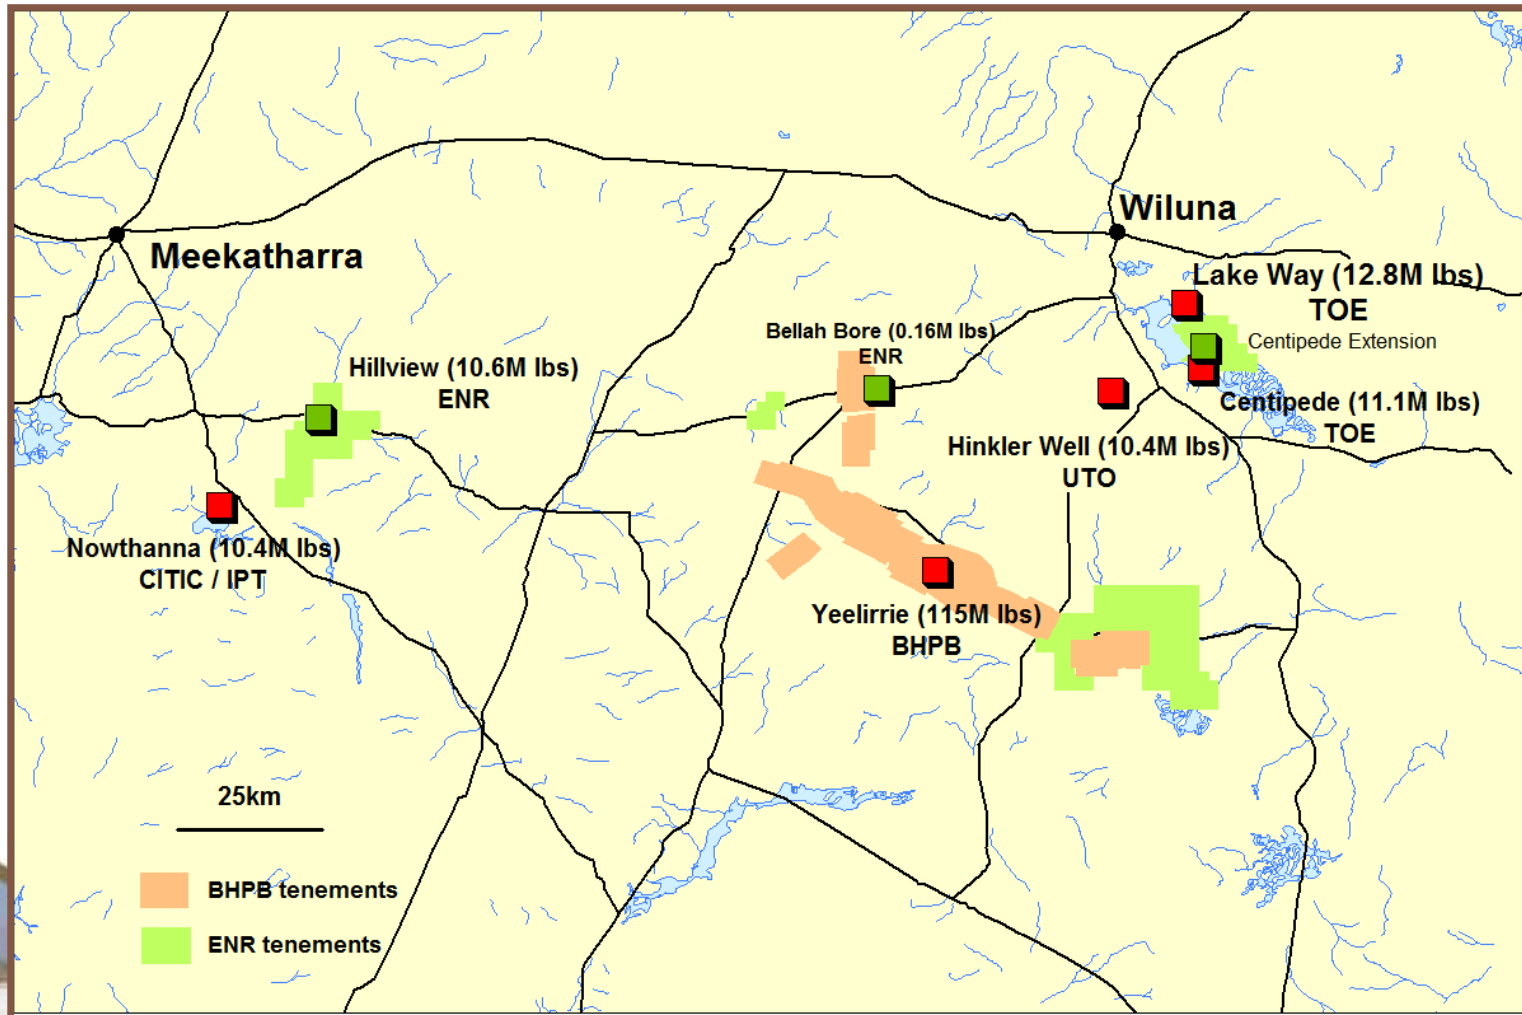 Wiluna
Meekatharra
Lake Way (12.8M lbs)
TOE
Bellah Bore (0.16M lbs)
ENR
Centipede Extension
Hillview (10.6M lbs)
ENR
Centipede (11.1M lbs)
TOE
Hinkler Well (10.4M lbs)
UTO
Nowthanna (10.4M lbs)
CITIC / IPT
Yeelirrie (115M lbs)
BHPB
25km
BHPB tenements
ENR tenements